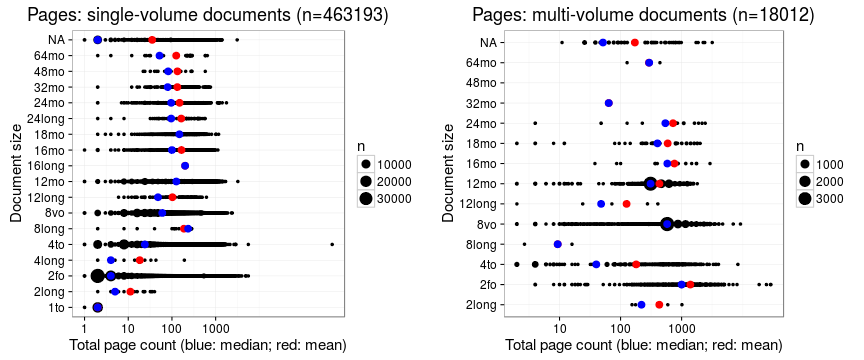 Pages: single-volume documents (n=463193)
Document size
NA
64mo
48mo
32mo
24mo
24long
18mo
16mo
16long
12mo
12long
8vo
8long
4to
4long
2fo
2long
1to
1
10
100
1000
Total page count (blue: median; red: mean)
n
10000
20000
30000
Pages: multi-volume documents (n=18012)
Document size
NA
64mo
48mo
32mo
24mo
18mo
16mo
12mo
12long
8vo
8long
4to
2fo
2long
10
100
1000
Total page count (blue: median; red: mean)
n
1000
2000
3000